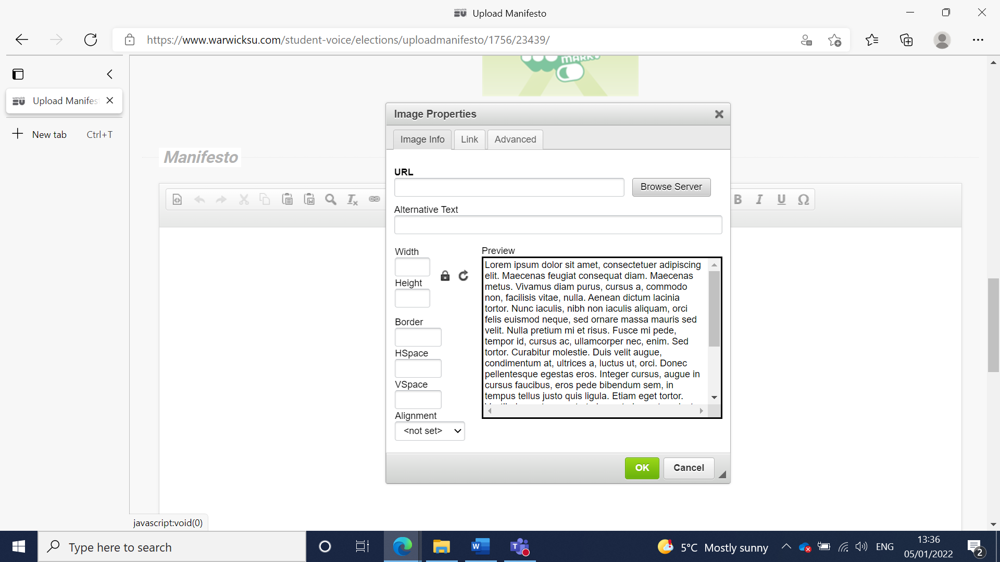 warwick SU Upload Manifesto
https://www.warwicksu.com/student-voice/elections/uploadmanifesto/1756/23439/
MARK
warwick SU Upload Manifes
New tab Ctrl+T
Image Properties
Image Info Link Advanced
Manifesto
URL
Browse Server
Alternative Text
Width
Height
Border
HSpace
VSpace
Alignment
<not set>
Preview
Lorem ipsum dolor sit amet, consectetuer adipiscing
elit. Maecenas feugiat consequat diam. Maecenas
metus. Vivamus diam purus, cursus a, commodo
non, facilisis vitae, nulla. Aenean dictum lacinia
tortor. Nunc iaculis, nibh non iaculis aliquam, orci
felis euismod neque, sed ornare massa mauris sed
velit. Nulla pretium mi et risus. Fusce mi pede,
tempor id, cursus ac, ullamcorper nec, enim. Sed
tortor. Curabitur molestie. Duis velit augue,
condimentum at, ultrices a, luctus ut, orci. Donec
pellentesque egestas eros. Integer cursus, augue in
cursus faucibus, eros pede bibendum sem, in
tempus tellus justo quis ligula. Etiam eget tortor.
OK Cancel
javascript:void(0)
Type here to search
5°C Mostly sunny
ENG
13:36
05/01/2022
2